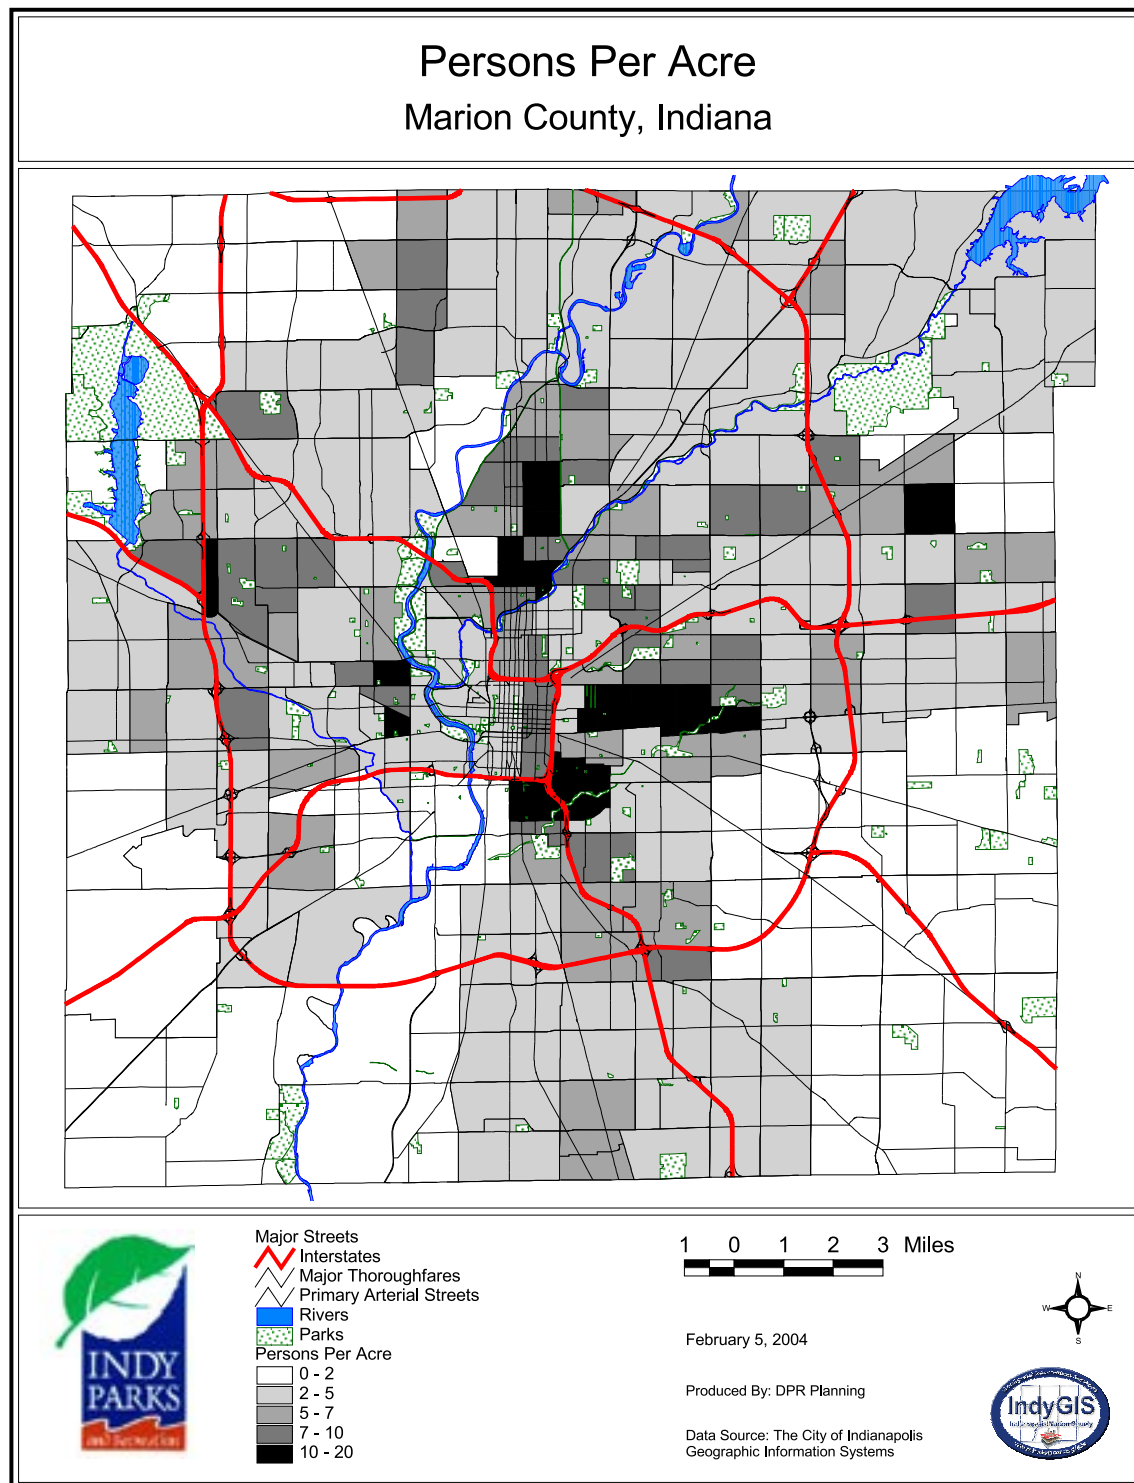 Persons Per Acre
Marion County, Indiana
Major Streets
Interstates
Major Thoroughfares
Primary Arterial Streets
Rivers
Parks
Persons Per Acre
0 - 2
2 - 5
5 - 7
7 - 10
10 - 20
INDY
PARKS
and Recreation
1 0 1 2 3 Miles
February 5, 2004
Produced By: DPR Planning
Data Source: The City of Indianapolis
Geographic Information Systems
N
W E
S
IndyGIS